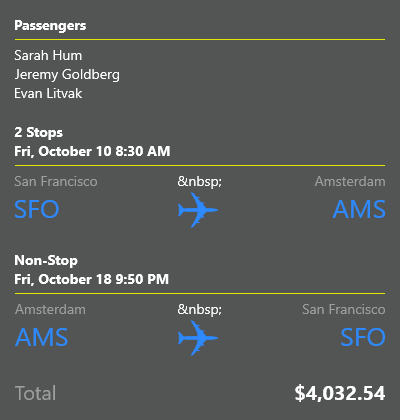 Passengers
Sarah Hum
Jeremy Goldberg
Evan Litvak
2 Stops
Fri, October 10 8:30 AM
San Francisco &nbsp; Amsterdam
SFO AMS
Non-Stop
Fri, October 18 9:50 PM
Amsterdam &nbsp; San Francisco
AMS SFO
Total $4,032.54